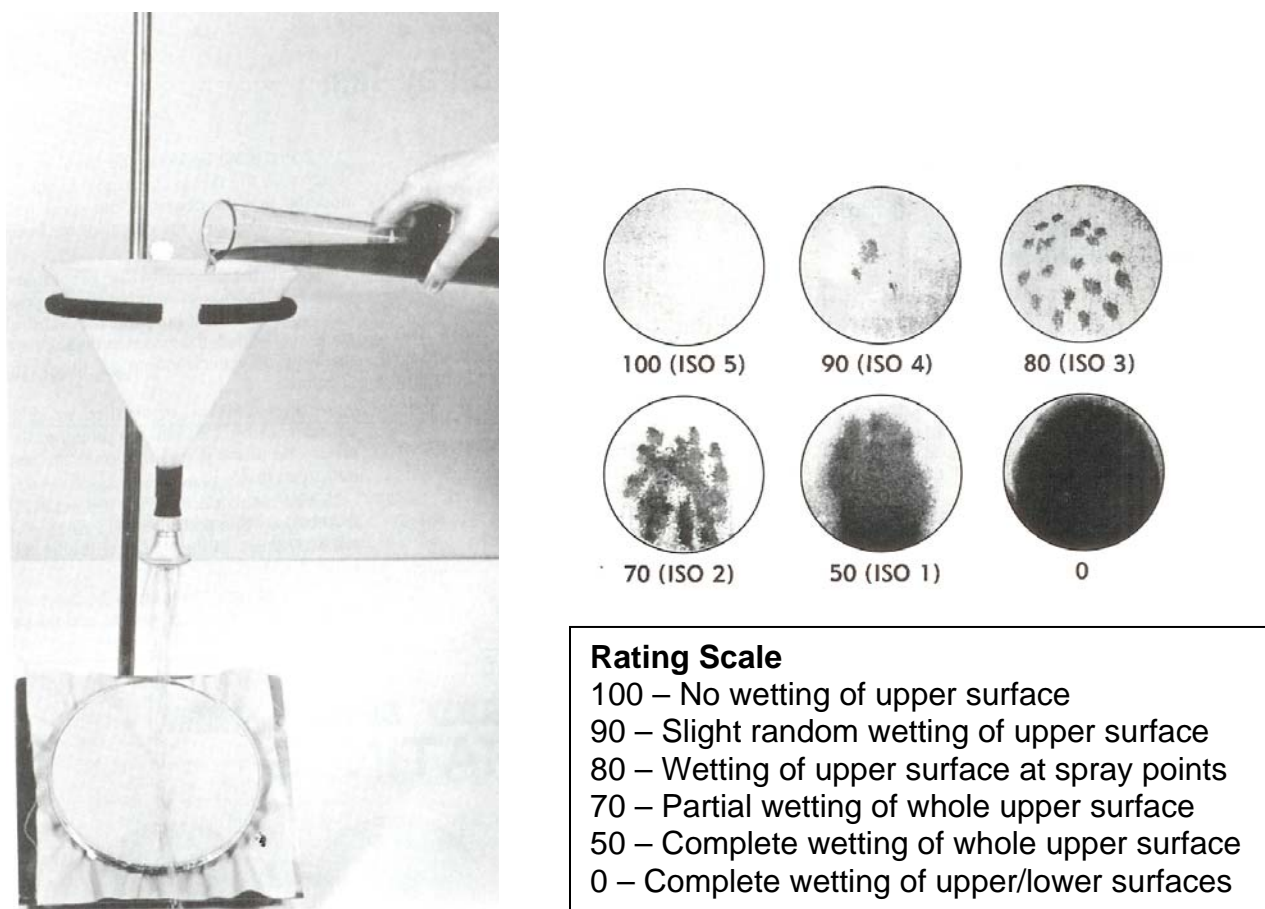 100 (ISO 5) 90 (ISO 4) 80 (ISO 3)
70 (ISO 2) 50 (ISO 1) 0
Rating Scale
100 – No wetting of upper surface
90 – Slight random wetting of upper surface
80 – Wetting of upper surface at spray points
70 – Partial wetting of whole upper surface
50 – Complete wetting of whole upper surface
0 – Complete wetting of upper/lower surfaces